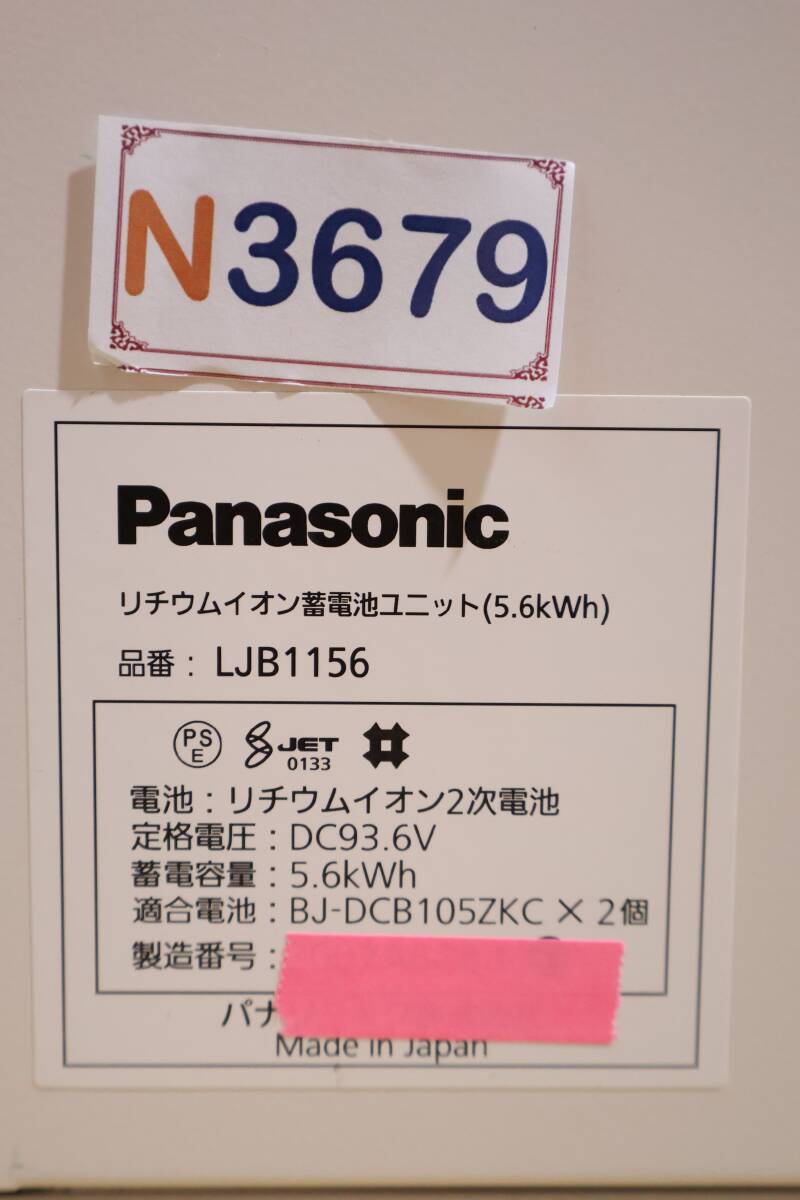 N3679
Panasonic
リチウムイオン蓄電池ユニット(5.6kWh)
品番： LJB1156
PS
E
JET
0133
電池：リチウムイオン2次電池
定格電圧：DC93.6V
蓄電容量：5.6kWh
適合電池：BJ-DCB105ZKC × 2個
製造番号：
パナ
Made in Japan